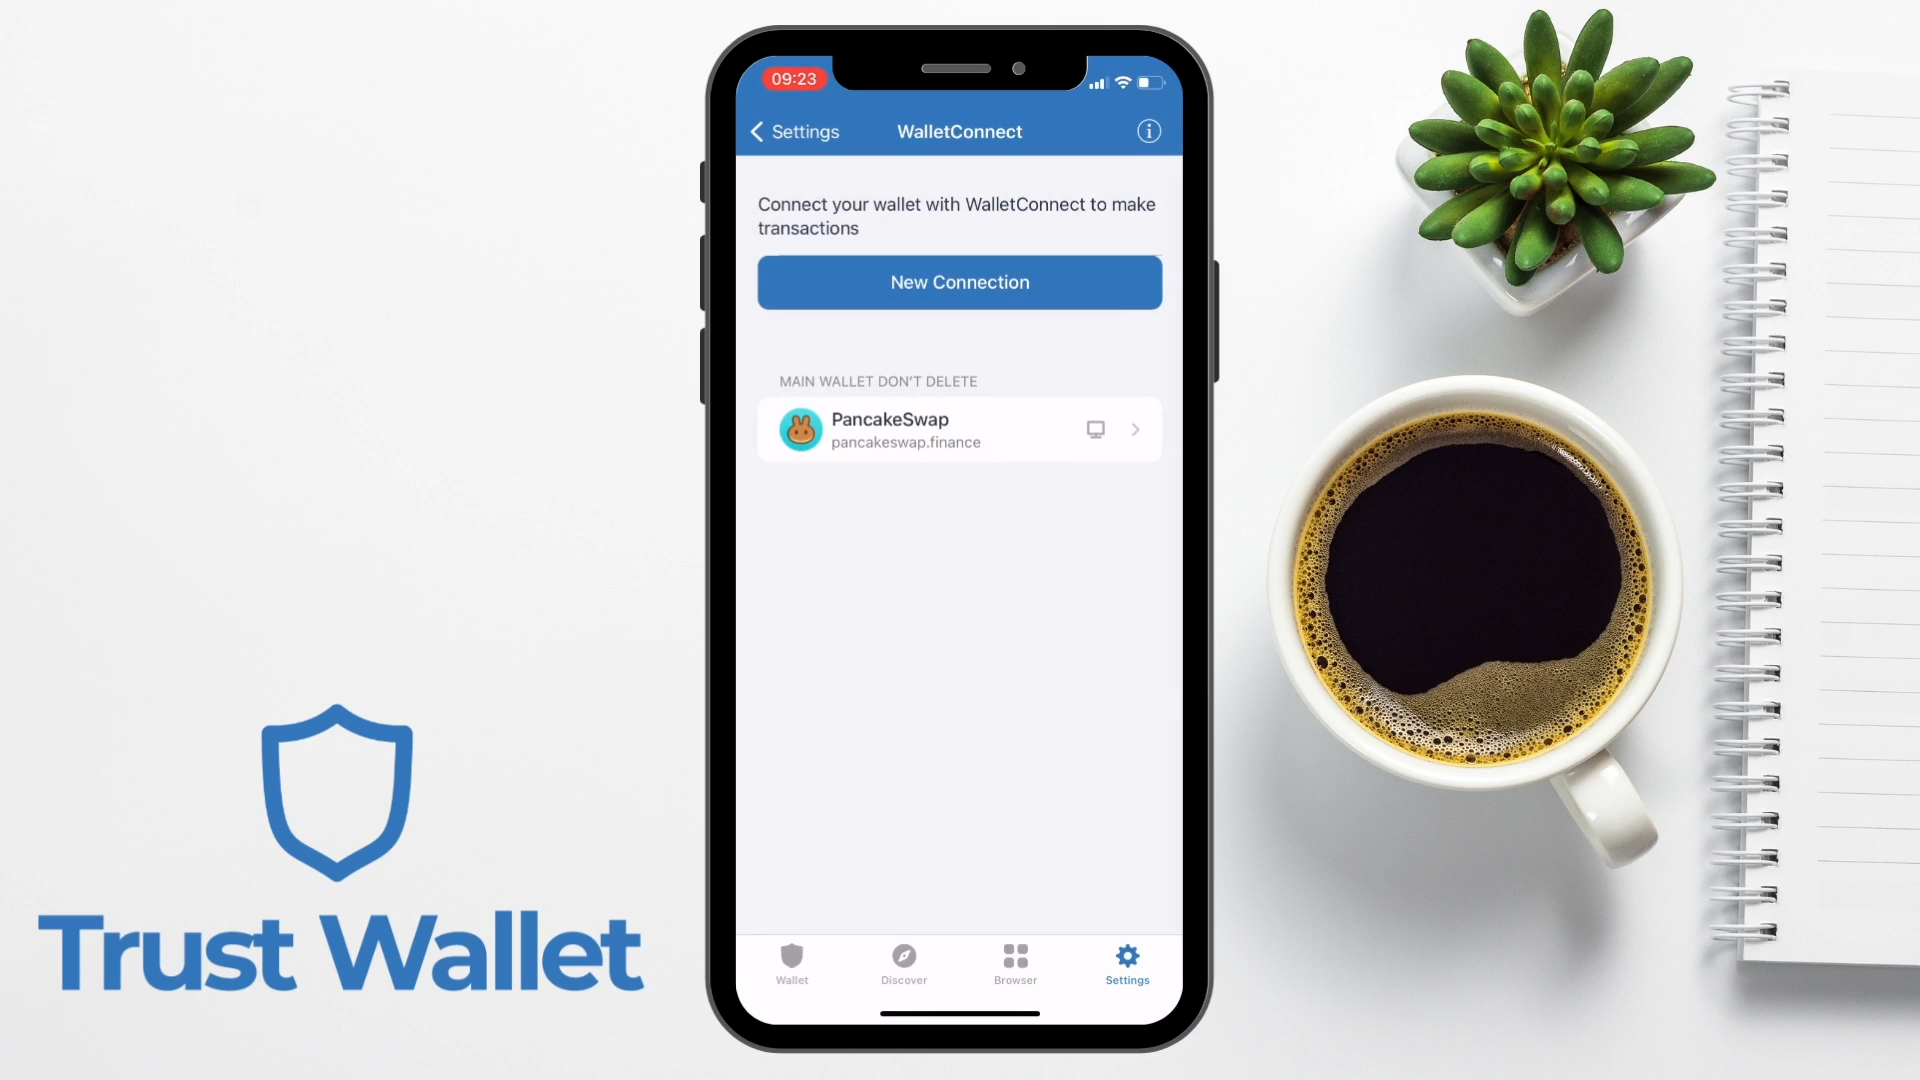 09:23
Settings
WalletConnect
Connect your wallet with WalletConnect to make
transactions
New Connection
MAIN WALLET DON'T DELETE
PancakeSwap
pancakeswap.finance
Wallet
Discover
Browser
Settings
Trust Wallet